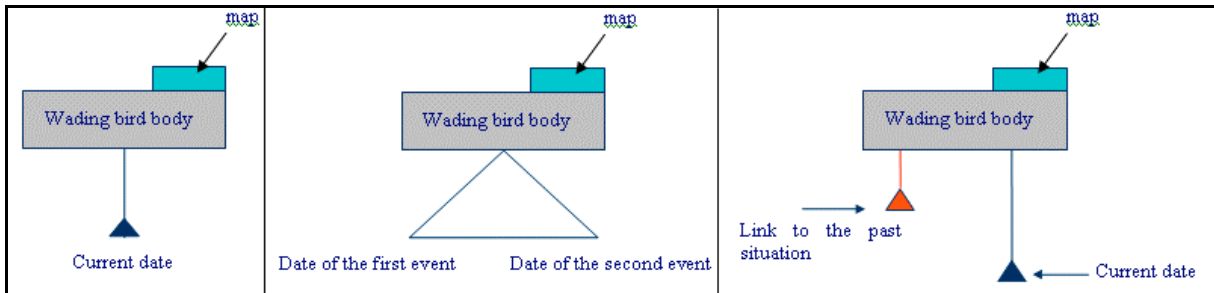 map
Wading bird body
Current date
map
Wading bird body
Date of the first event
Date of the second event
map
Wading bird body
Link to the past
situation
Current date